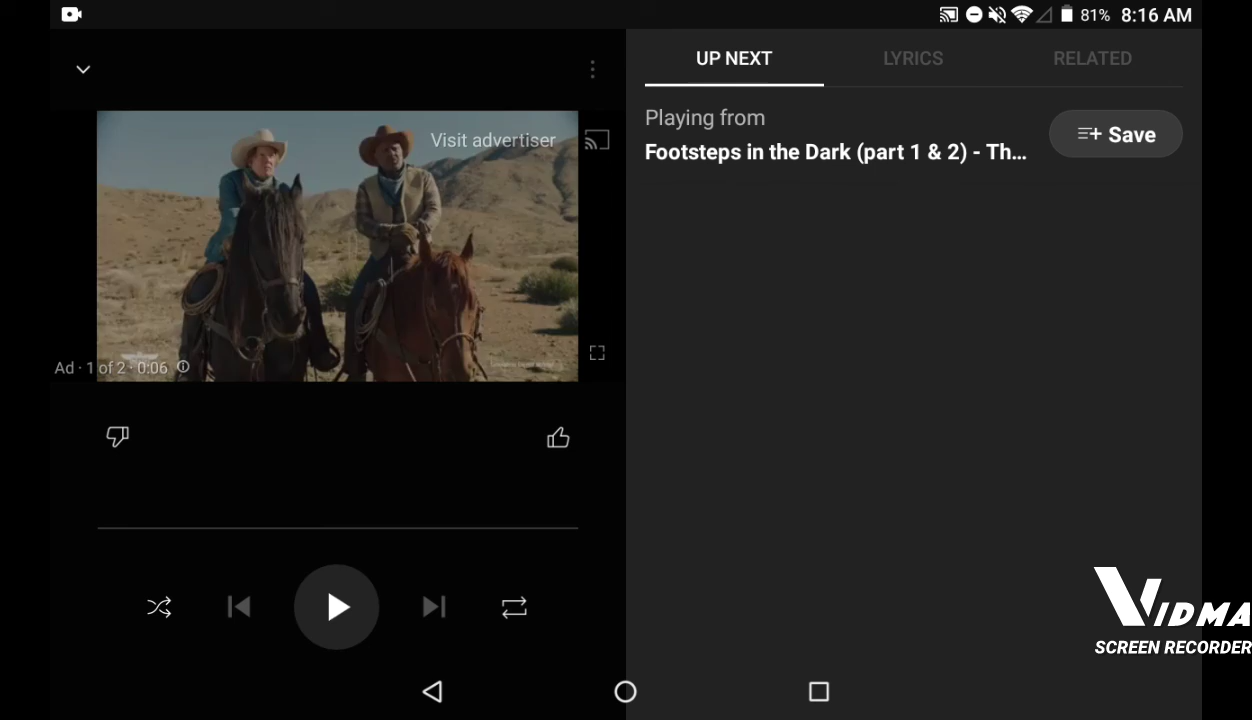 81% 8:16 AM
UP NEXT LYRICS RELATED
Visit advertiser
Playing from
Footsteps in the Dark (part 1 & 2) - Th...
Save
Ad · 1 of 2 · 0:06
VIDMA
SCREEN RECORDER